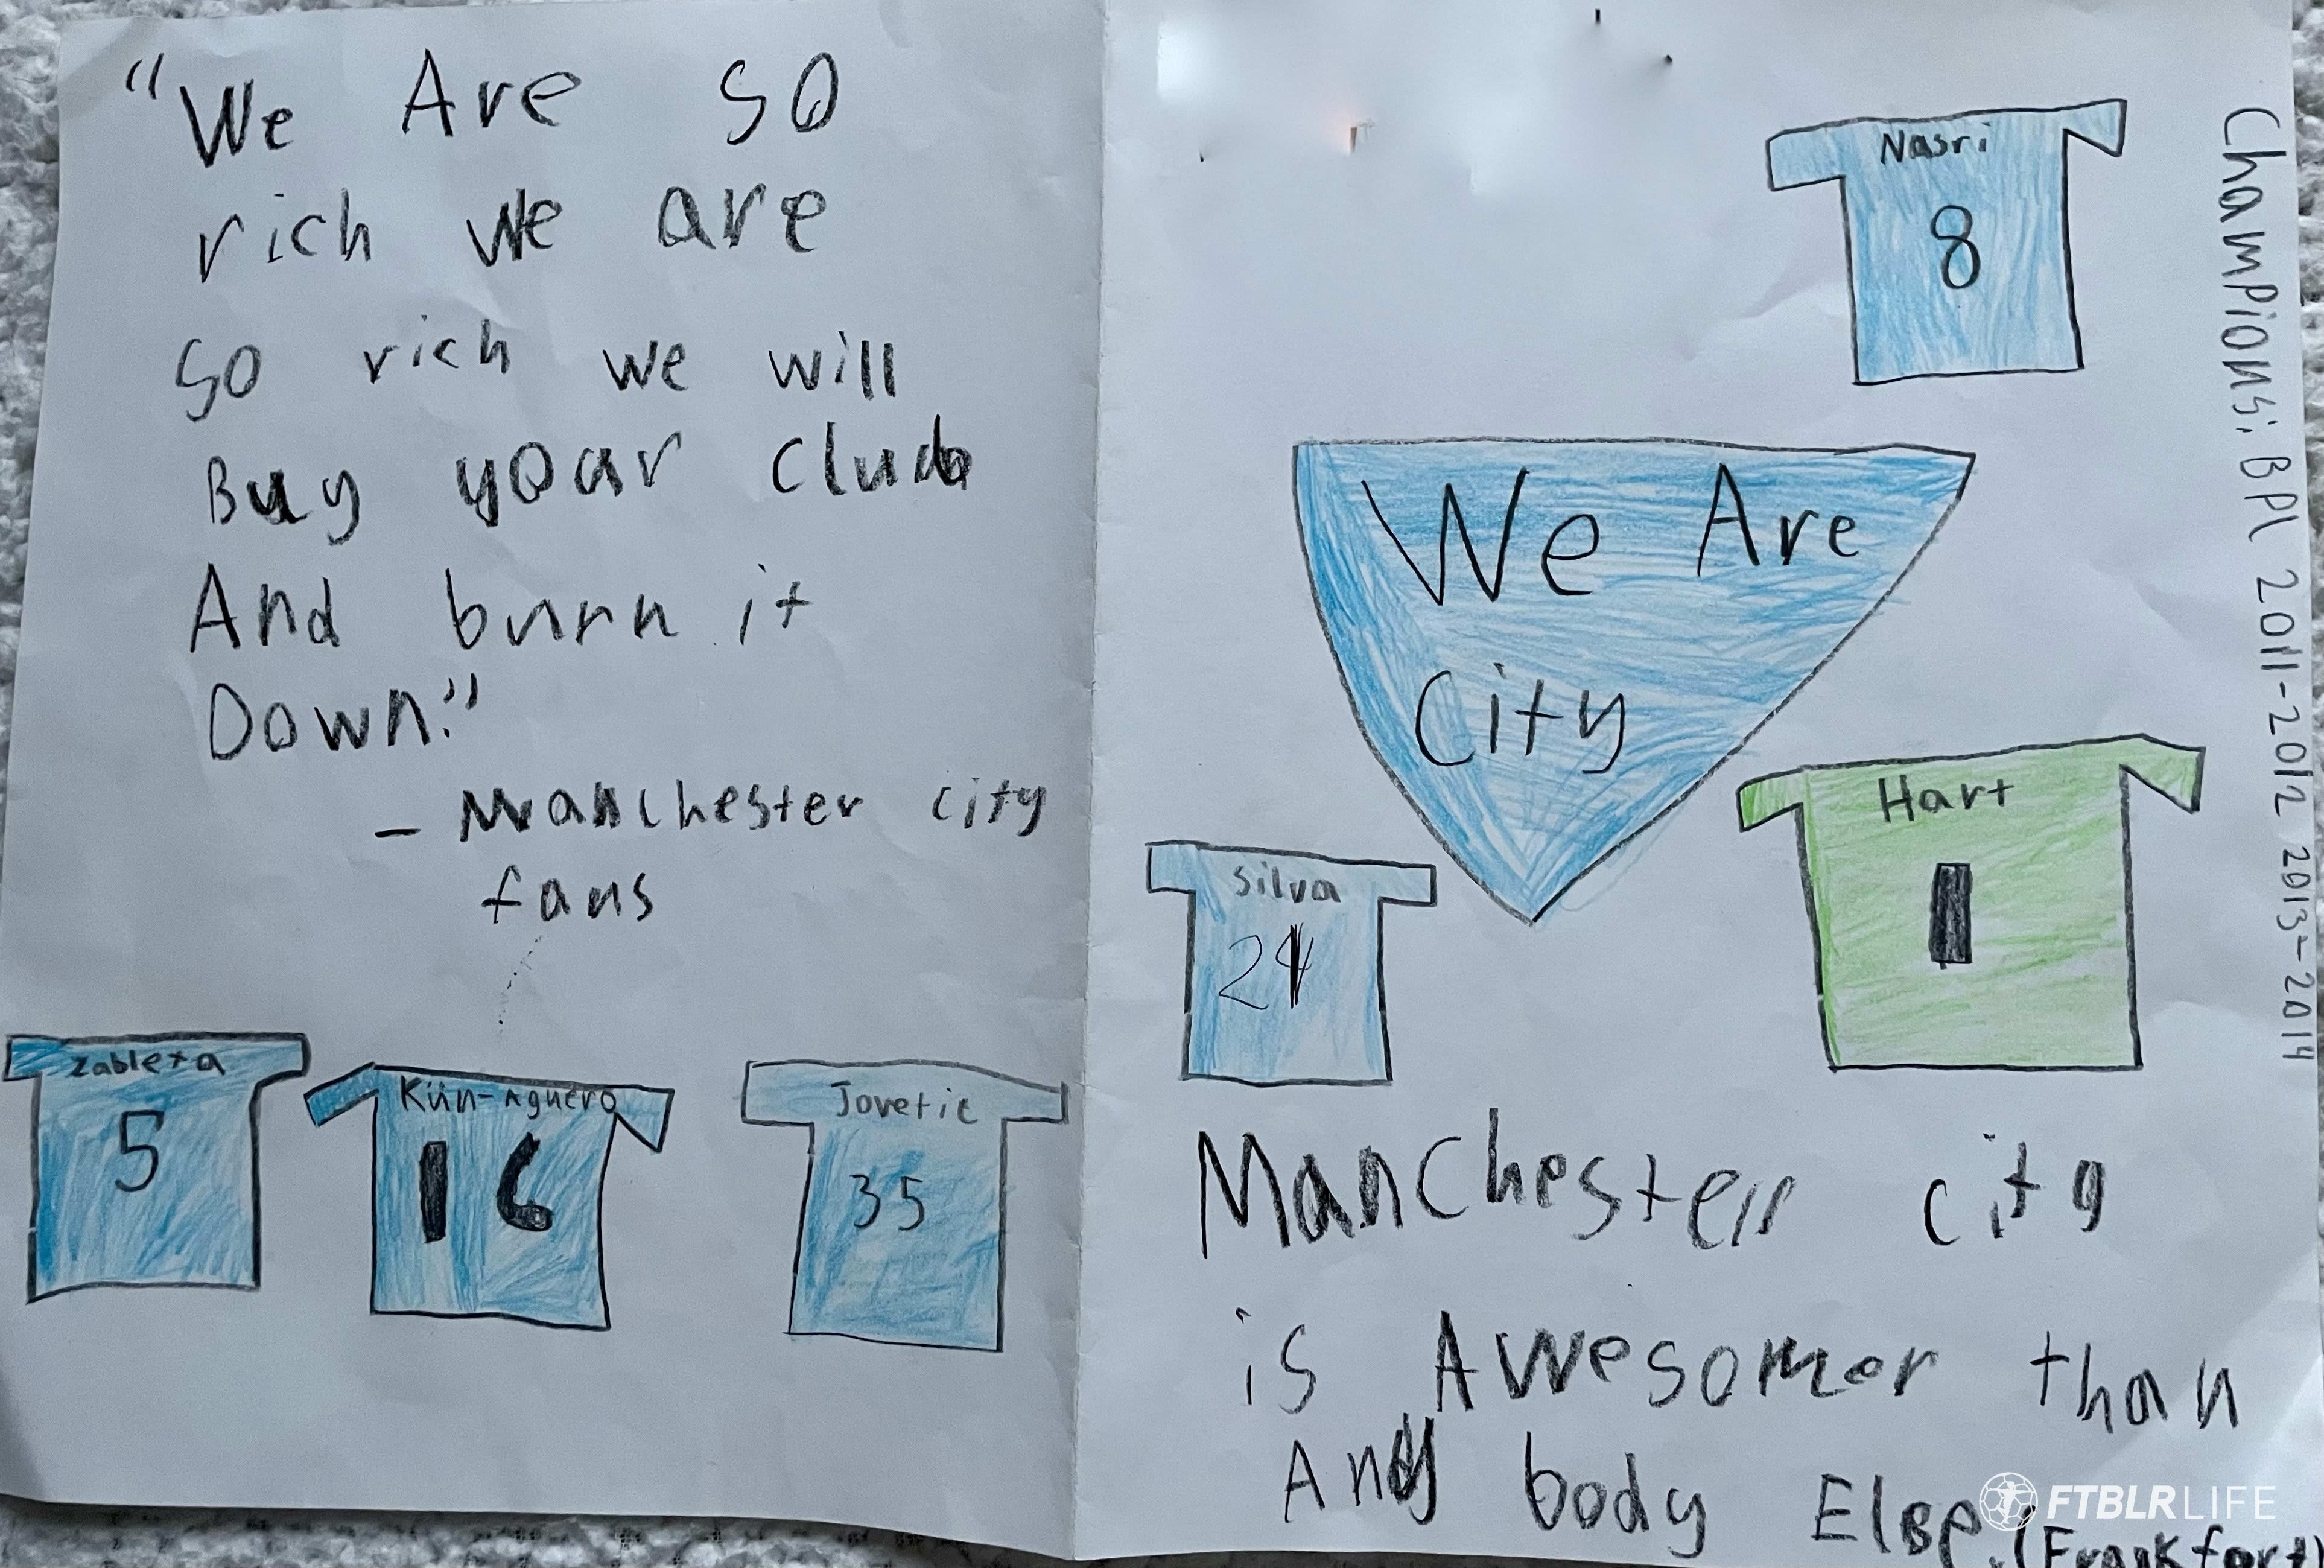 "We Are SO
rich We are
So rich we will
Buy your club
And burn it
Down."
- Manchester city
fans
Zableta
5
Kün-Aguero
16
Jovetic
35
Nasri
8
We Are
City
Silva
21
Hart
1
Manchester city
is Awesomer than
Any body Else.
(Frankfort
Champions: BPL 2011-2012 2013-2014
FTBLRLIFE